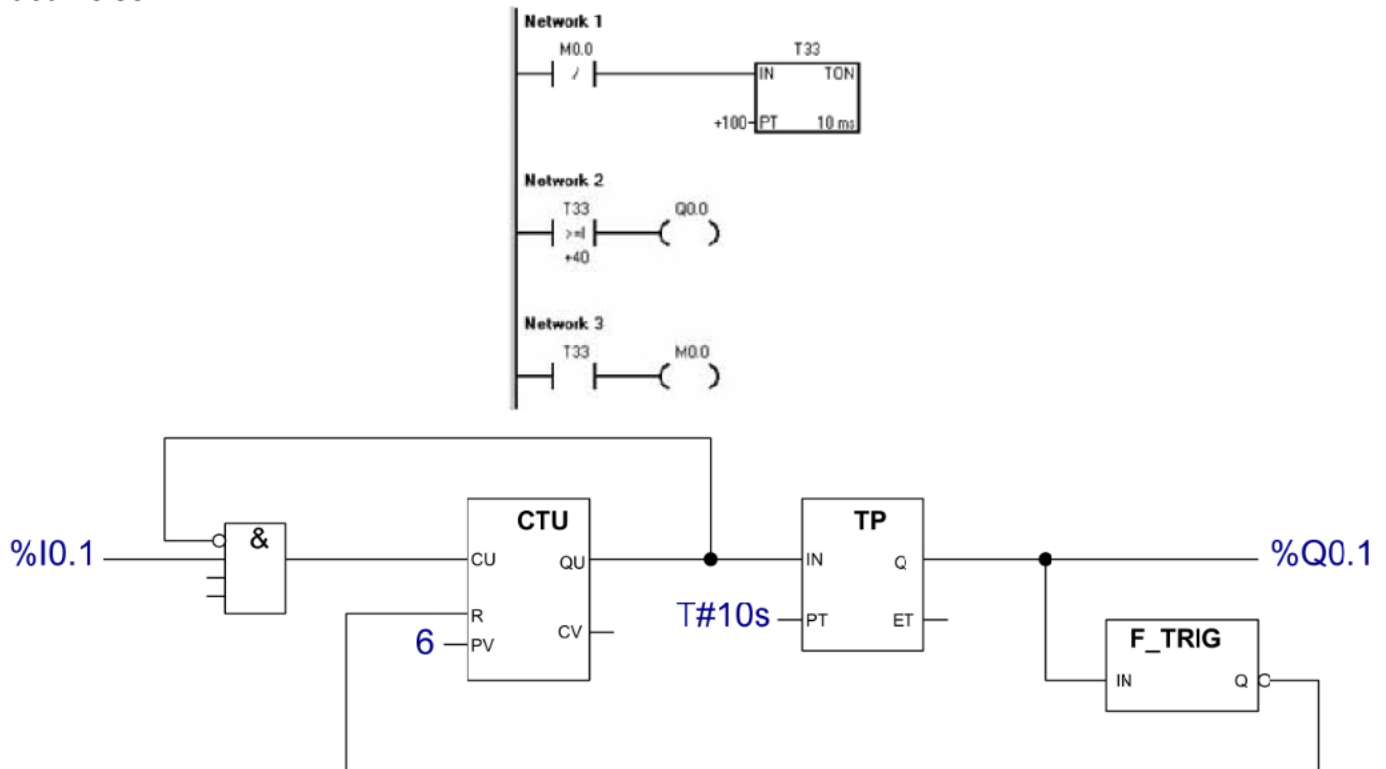 Network 1
M0.0
T33
/
IN TON
+100 PT 10 ms
Network 2
T33 Q0.0
>=I
+40
Network 3
T33 M0.0
%I0.1
&
CTU
CU QU
R
6 PV
CV
TP
IN Q
T#10s PT ET
%Q0.1
F_TRIG
IN Q